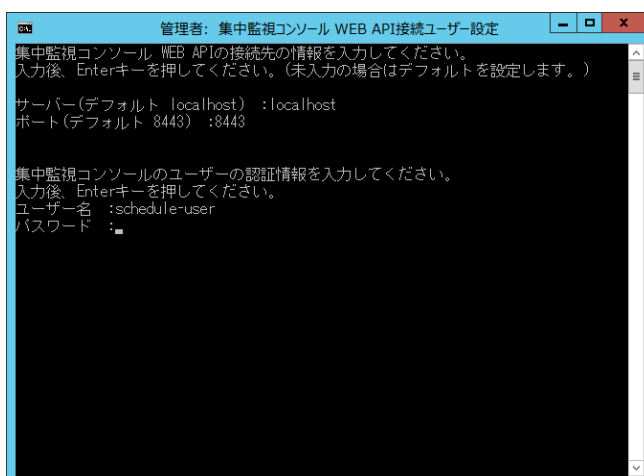 管理者: 集中監視コンソール WEB API接続ユーザー設定
集中監視コンソール WEB APIの接続先の情報を入力してください。
入力後、Enterキーを押してください。(未入力の場合はデフォルトを設定します。)
サーバー(デフォルト localhost) :localhost
ポート(デフォルト 8443) :8443
集中監視コンソールのユーザーの認証情報を入力してください。
入力後、Enterキーを押してください。
ユーザー名 :schedule-user
パスワード :